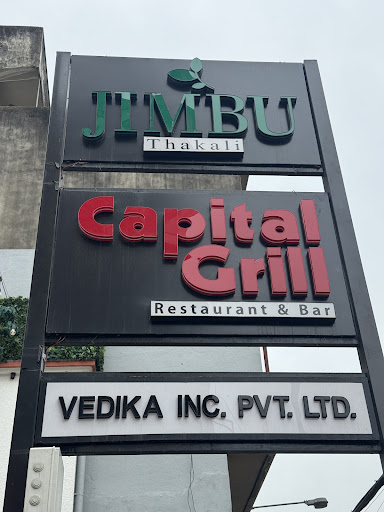 JIMBU
Thakali
Capital
Grill
Restaurant & Bar
VEDIKA INC. PVT. LTD.